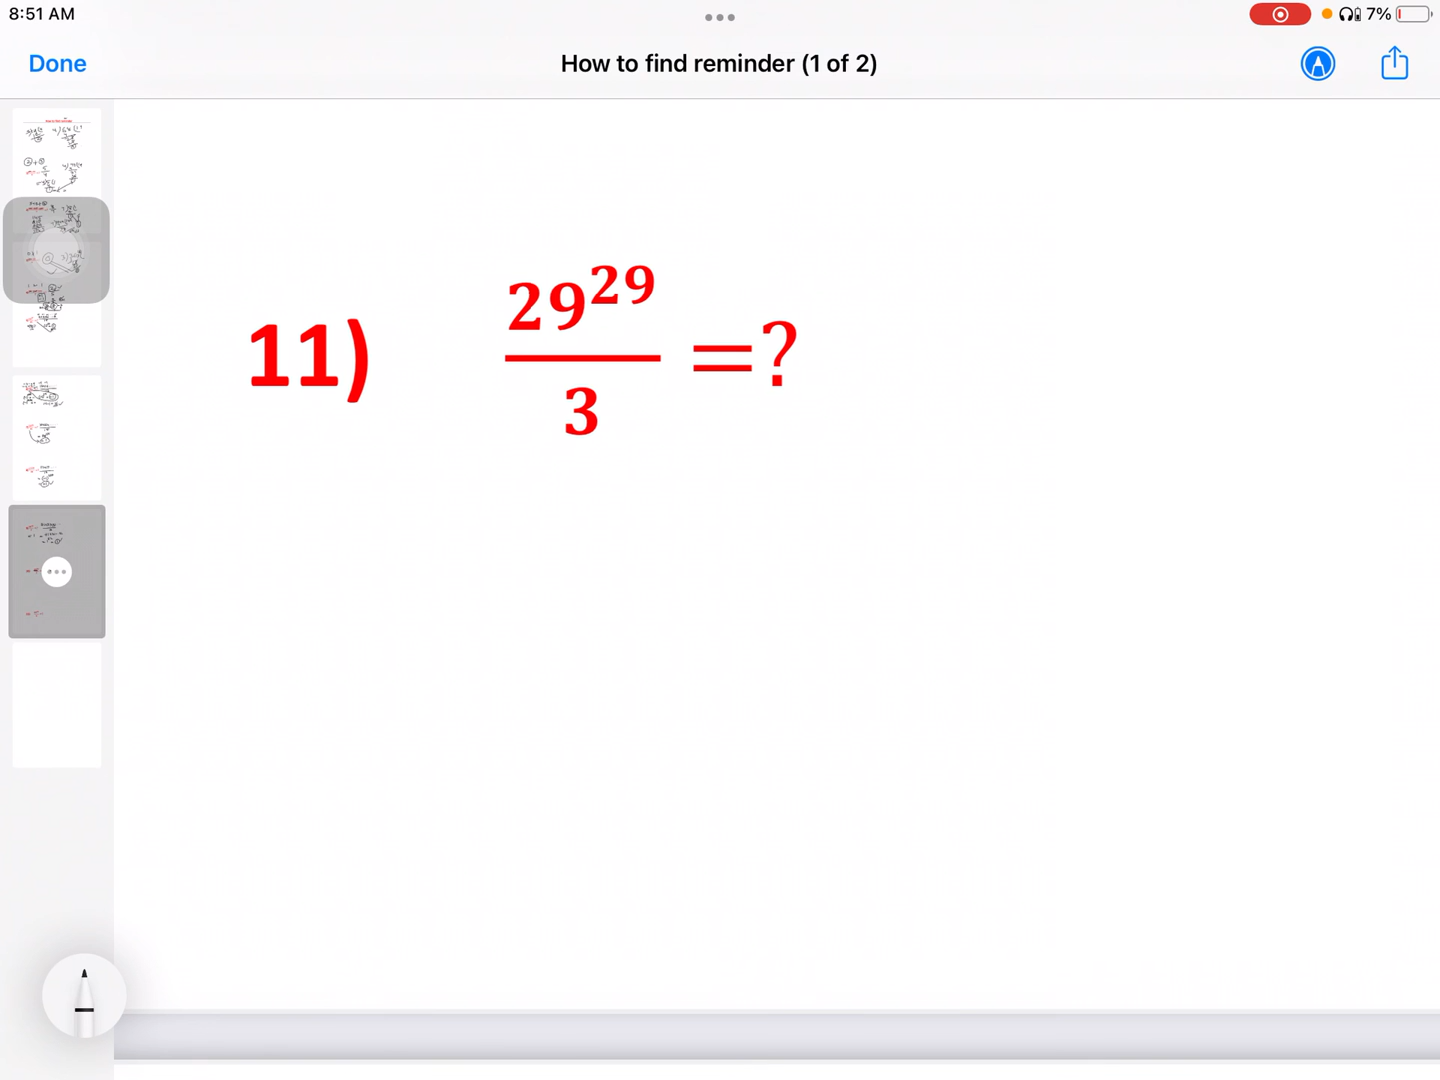 8:51 AM
7%
Done
How to find reminder (1 of 2)
11) 29^29 / 3 =?